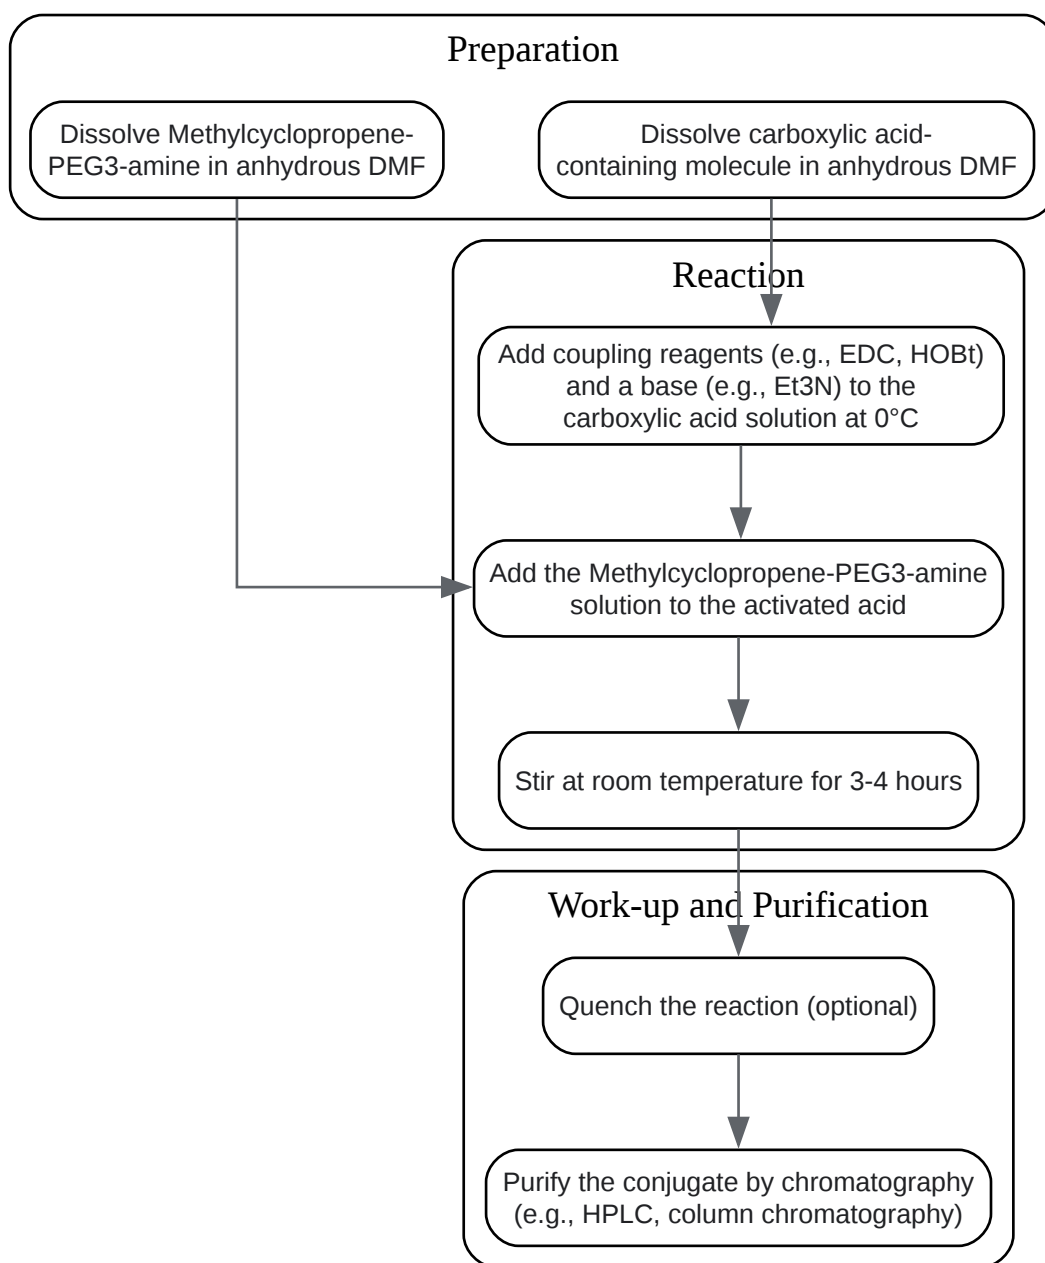 Preparation
Dissolve Methylcyclopropene-
PEG3-amine in anhydrous DMF
Dissolve carboxylic acid-
containing molecule in anhydrous DMF
Reaction
Add coupling reagents (e.g., EDC, HOBt)
and a base (e.g., Et3N) to the
carboxylic acid solution at 0°C
Add the Methylcyclopropene-PEG3-amine
solution to the activated acid
Stir at room temperature for 3-4 hours
Work-up and Purification
Quench the reaction (optional)
Purify the conjugate by chromatography
(e.g., HPLC, column chromatography)